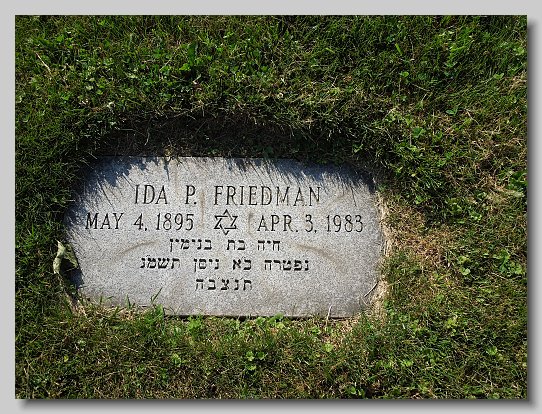 IDA P. FRIEDMAN
MAY 4, 1895 ✡ APR. 3, 1983
חיה בת בנימין
נפטרה כא ניסן תשמג
תנצבה